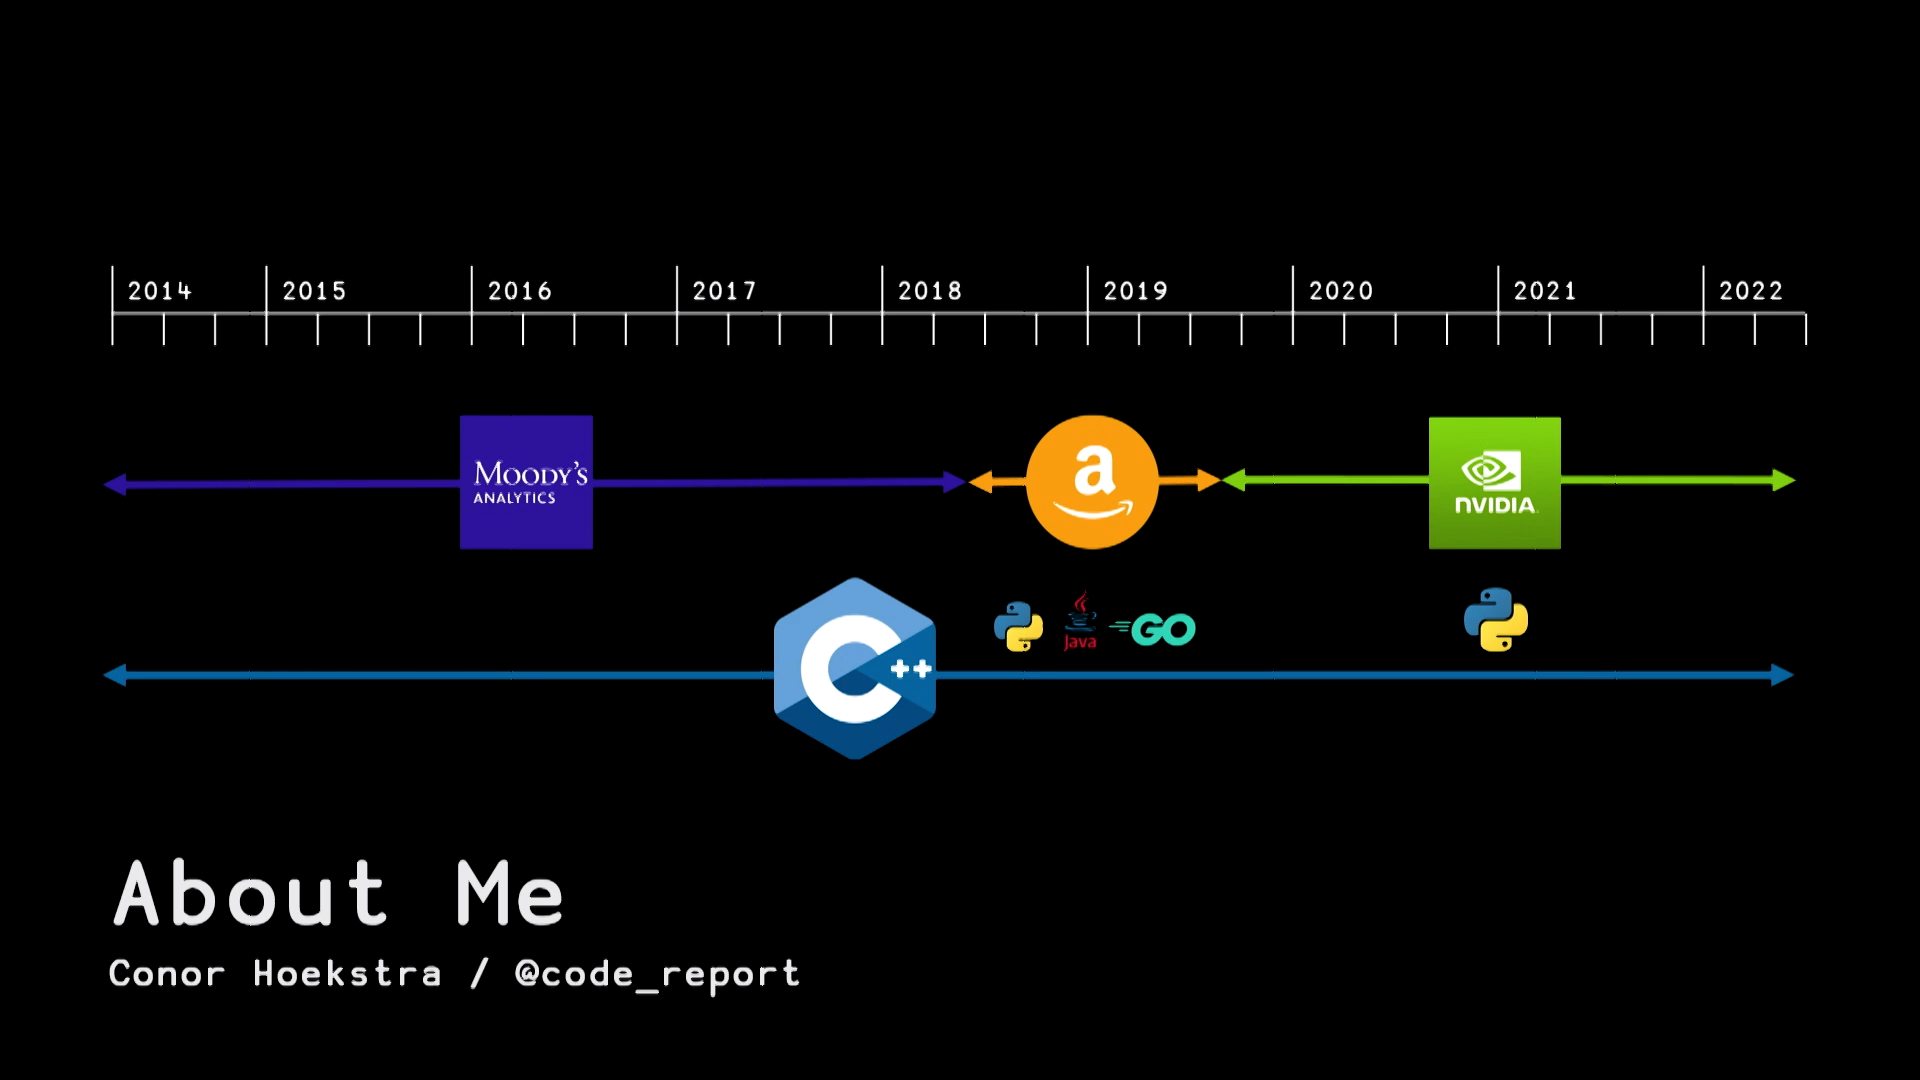 2014 2015 2016 2017 2018 2019 2020 2021 2022
MOODY'S
ANALYTICS
a
nVIDIA
Java
GO
C++
About Me
Conor Hoekstra / @code_report